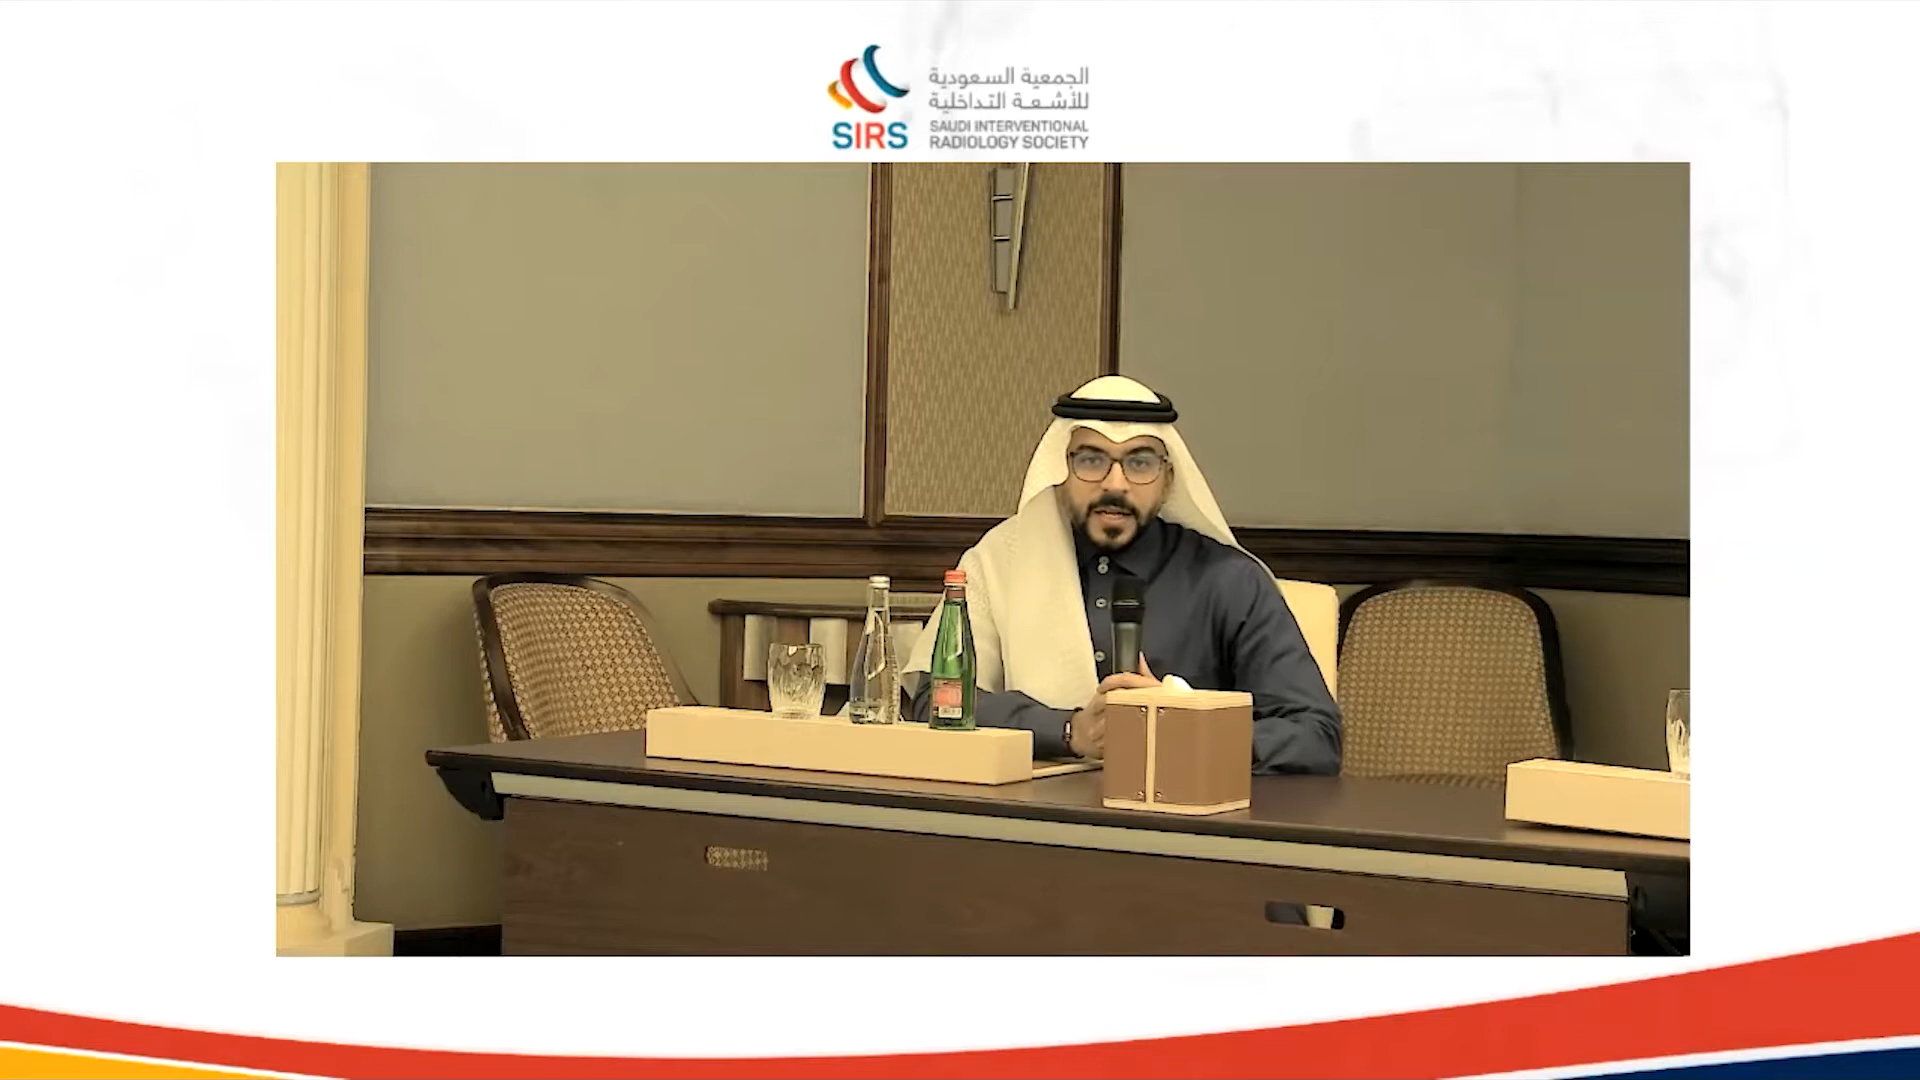 الجمعية السعودية
للأشعة التداخلية
SIRS
SAUDI INTERVENTIONAL
RADIOLOGY SOCIETY